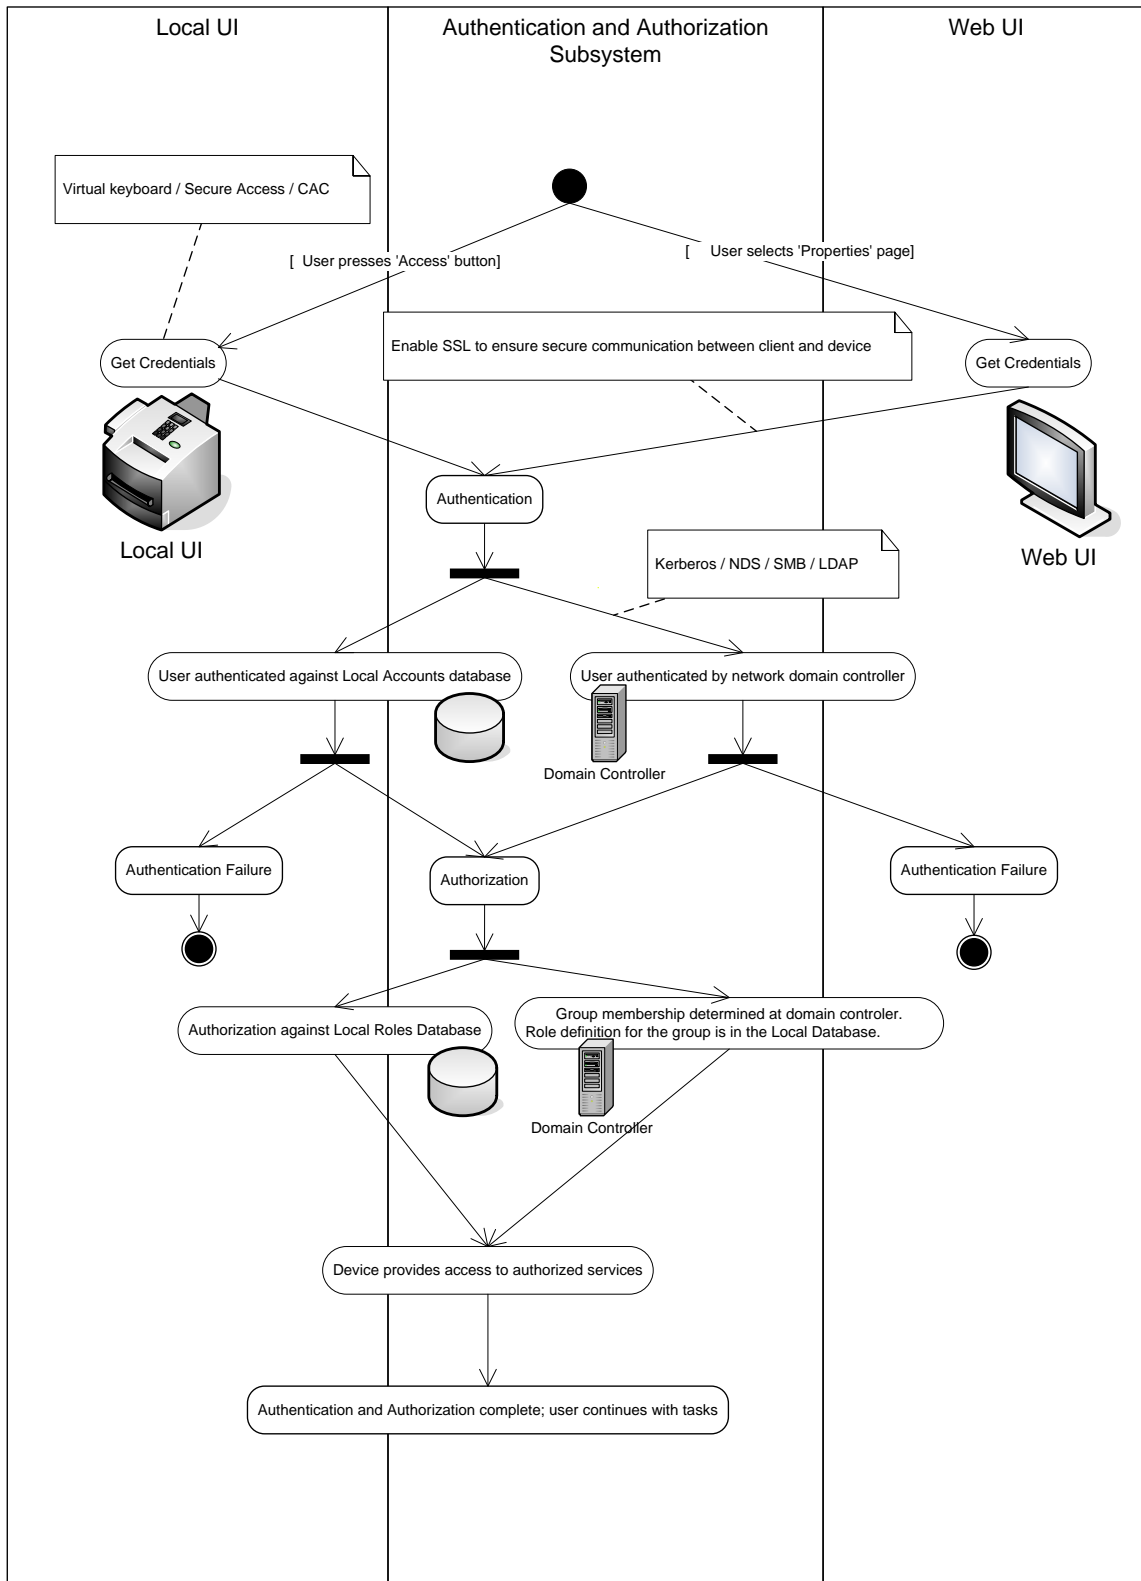 Local UI
Authentication and Authorization
Subsystem
Web UI
Virtual keyboard / Secure Access / CAC
[ User presses 'Access' button]
[ User selects 'Properties' page]
Enable SSL to ensure secure communication between client and device
Get Credentials
Get Credentials
Local UI
Authentication
Web UI
Kerberos / NDS / SMB / LDAP
User authenticated against Local Accounts database
User authenticated by network domain controller
Domain Controller
Authentication Failure
Authorization
Authentication Failure
Authorization against Local Roles Database
Group membership determined at domain controler.
Role definition for the group is in the Local Database.
Domain Controller
Device provides access to authorized services
Authentication and Authorization complete; user continues with tasks